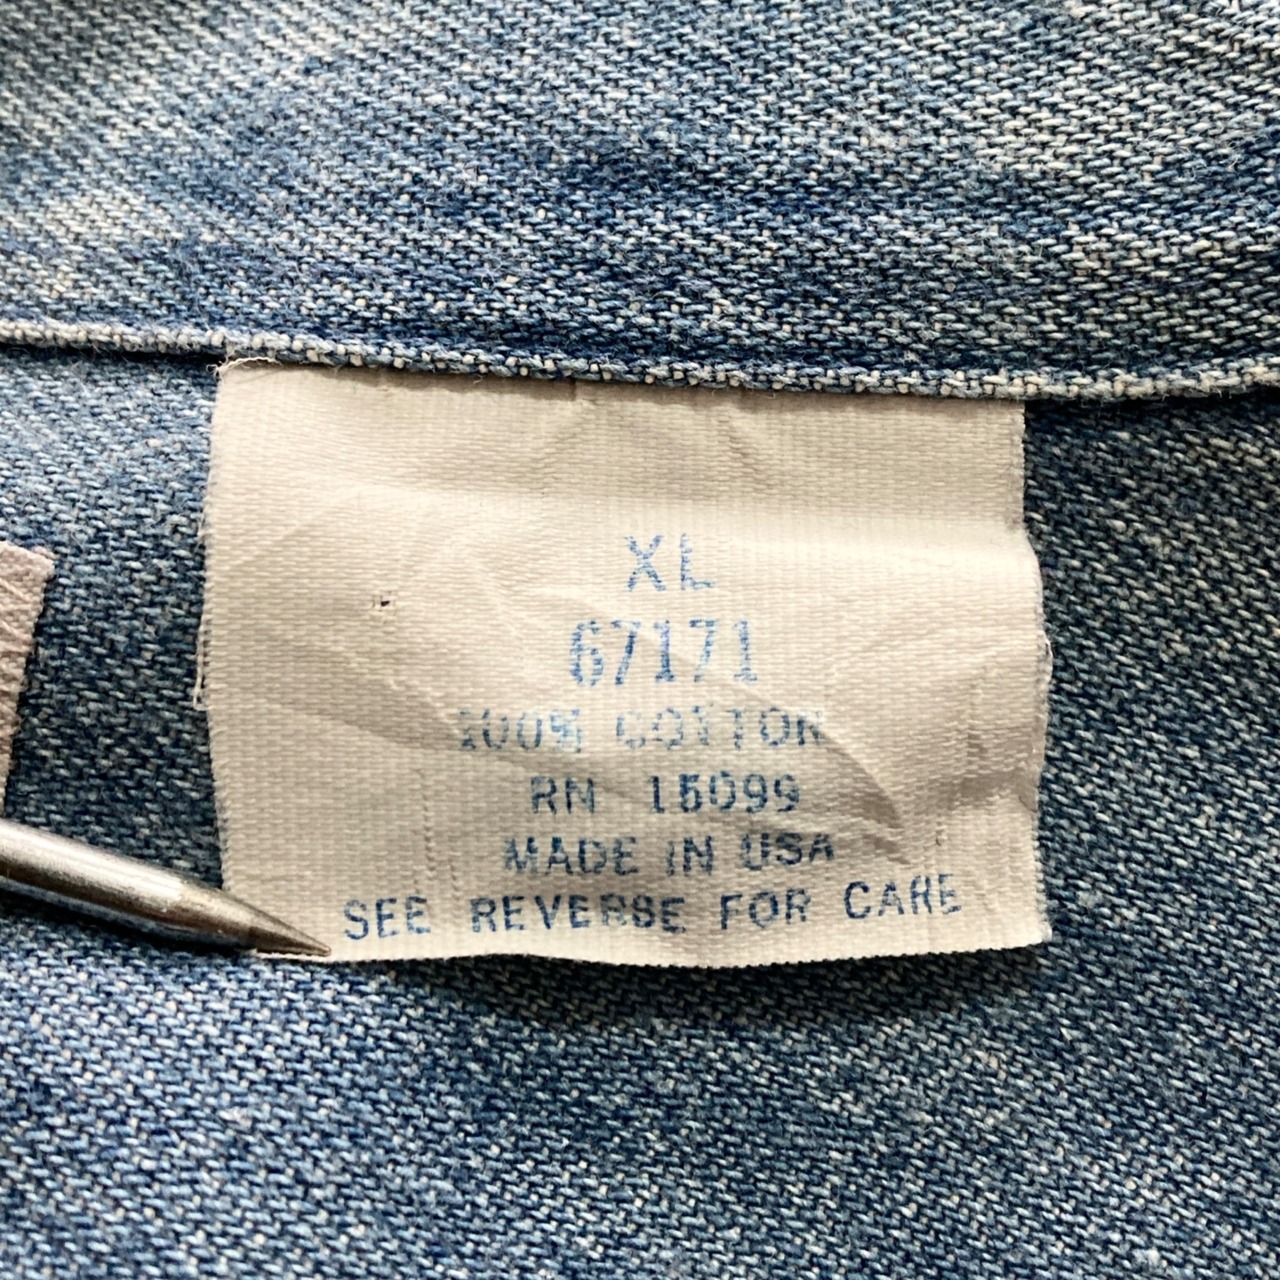 XL
67171
100% COTTON
RN 15099
MADE IN USA
SEE REVERSE FOR CARE